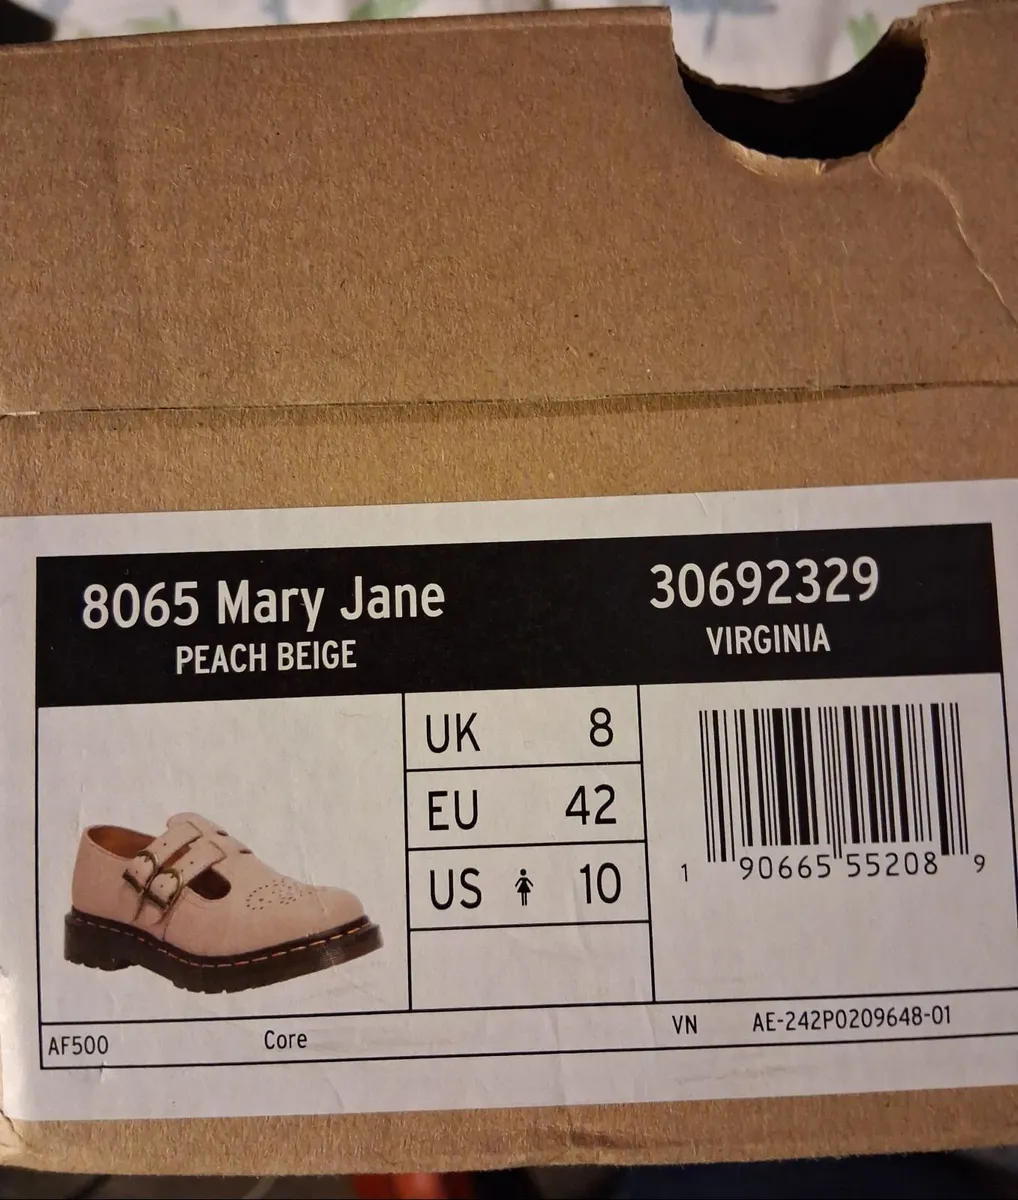 8065 Mary Jane
PEACH BEIGE
30692329
VIRGINIA
UK 8
EU 42
US 10
1 90665 55208 9
AF500 Core VN AE-242P0209648-01